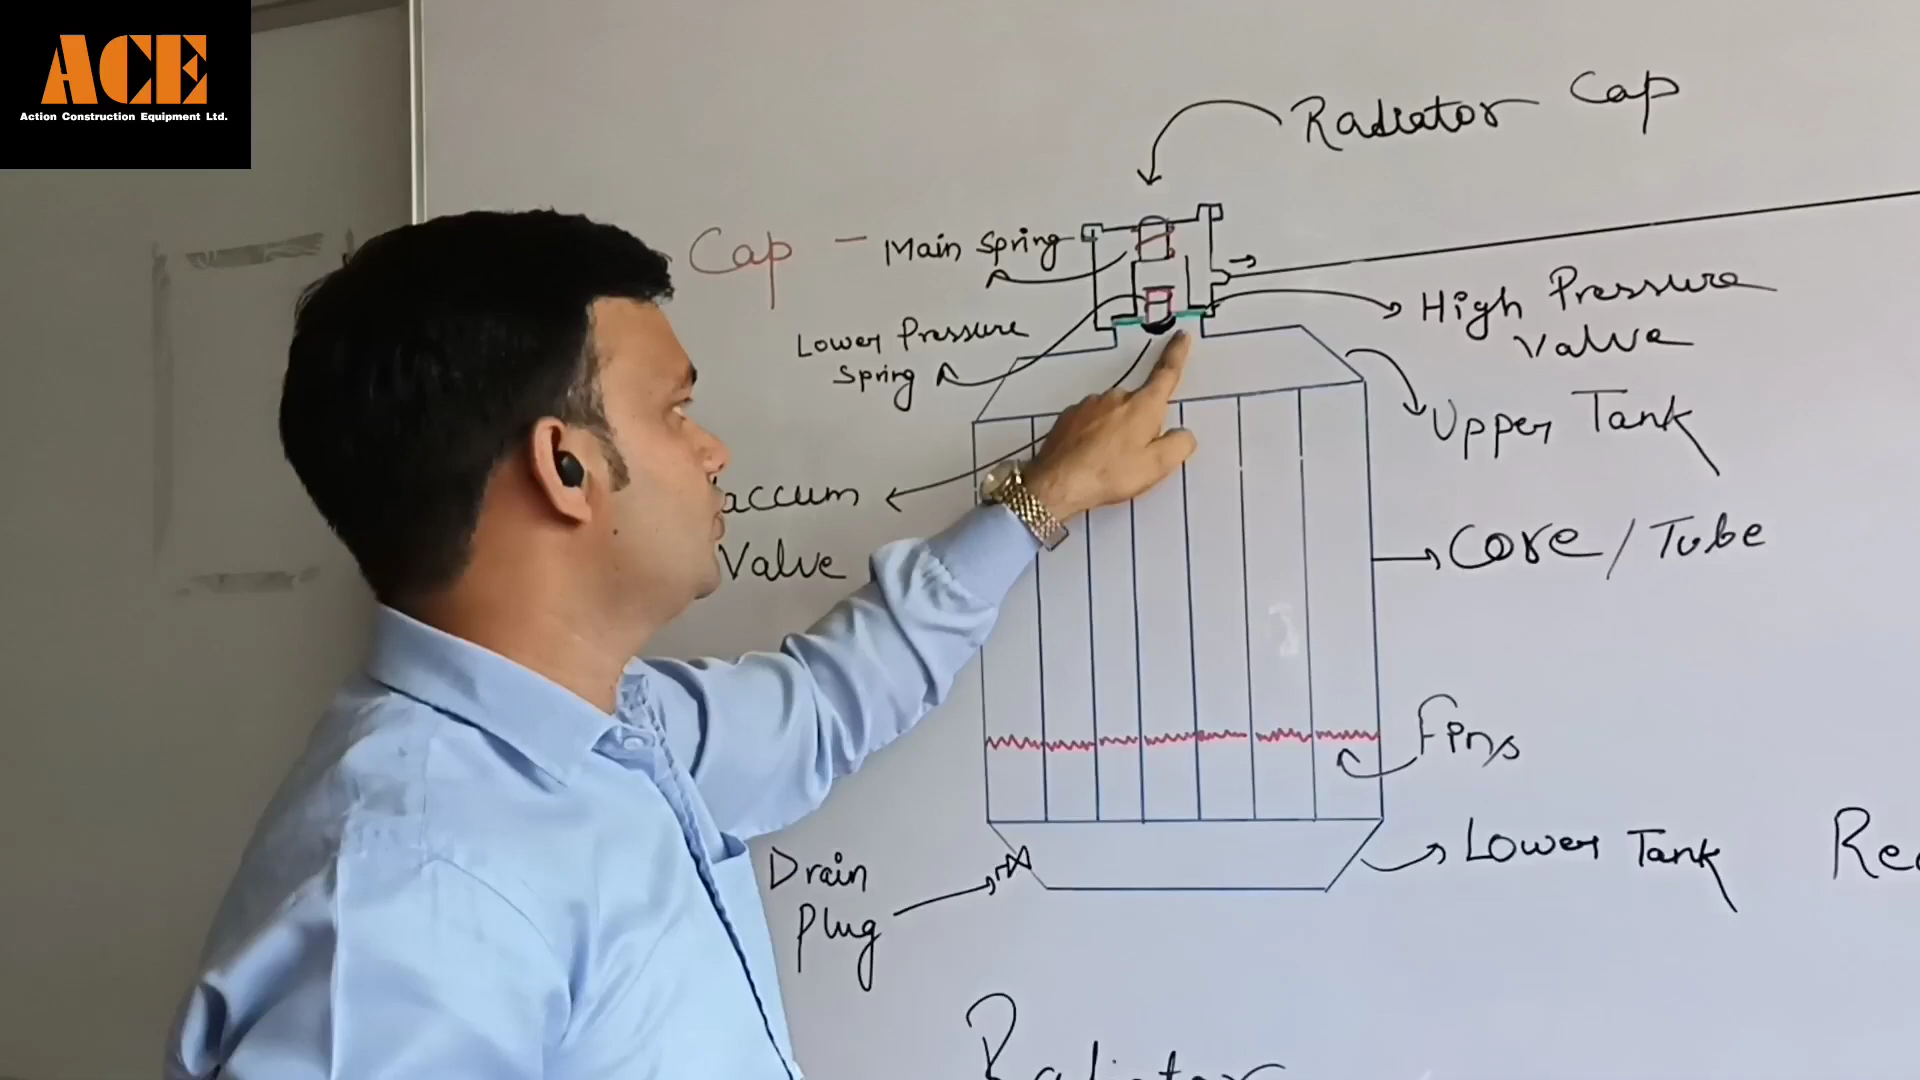 ACE
Action Construction Equipment Ltd.
Radiator Cap
Cap - Main Spring
High Pressure
Valve
Lower Pressure
Spring
Upper Tank
Valve
Core / Tube
Fins
Lower Tank
Drain
Plug
Radiator